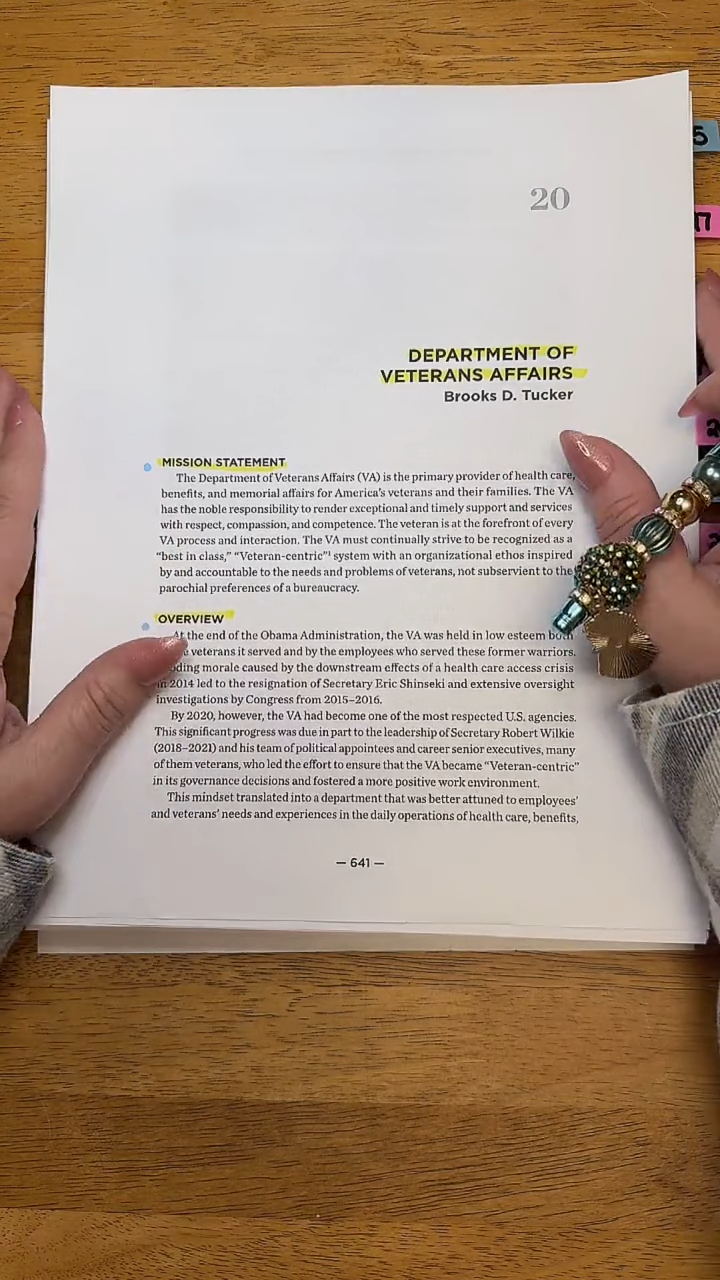 20
5
17
DEPARTMENT OF
VETERANS AFFAIRS
Brooks D. Tucker
MISSION STATEMENT
The Department of Veterans Affairs (VA) is the primary provider of health care,
benefits, and memorial affairs for America's veterans and their families. The VA
has the noble responsibility to render exceptional and timely support and services
with respect, compassion, and competence. The veteran is at the forefront of every
VA process and interaction. The VA must continually strive to be recognized as a
“best in class,” “Veteran-centric”¹ system with an organizational ethos inspired
by and accountable to the needs and problems of veterans, not subservient to the
parochial preferences of a bureaucracy.
OVERVIEW
At the end of the Obama Administration, the VA was held in low esteem both
veterans it served and by the employees who served these former warriors.
morale caused by the downstream effects of a health care access crisis
in 2014 led to the resignation of Secretary Eric Shinseki and extensive oversight
investigations by Congress from 2015–2016.
By 2020, however, the VA had become one of the most respected U.S. agencies.
This significant progress was due in part to the leadership of Secretary Robert Wilkie
(2018–2021) and his team of political appointees and career senior executives, many
of them veterans, who led the effort to ensure that the VA became “Veteran-centric”
in its governance decisions and fostered a more positive work environment.
This mindset translated into a department that was better attuned to employees’
and veterans’ needs and experiences in the daily operations of health care, benefits,
— 641 —